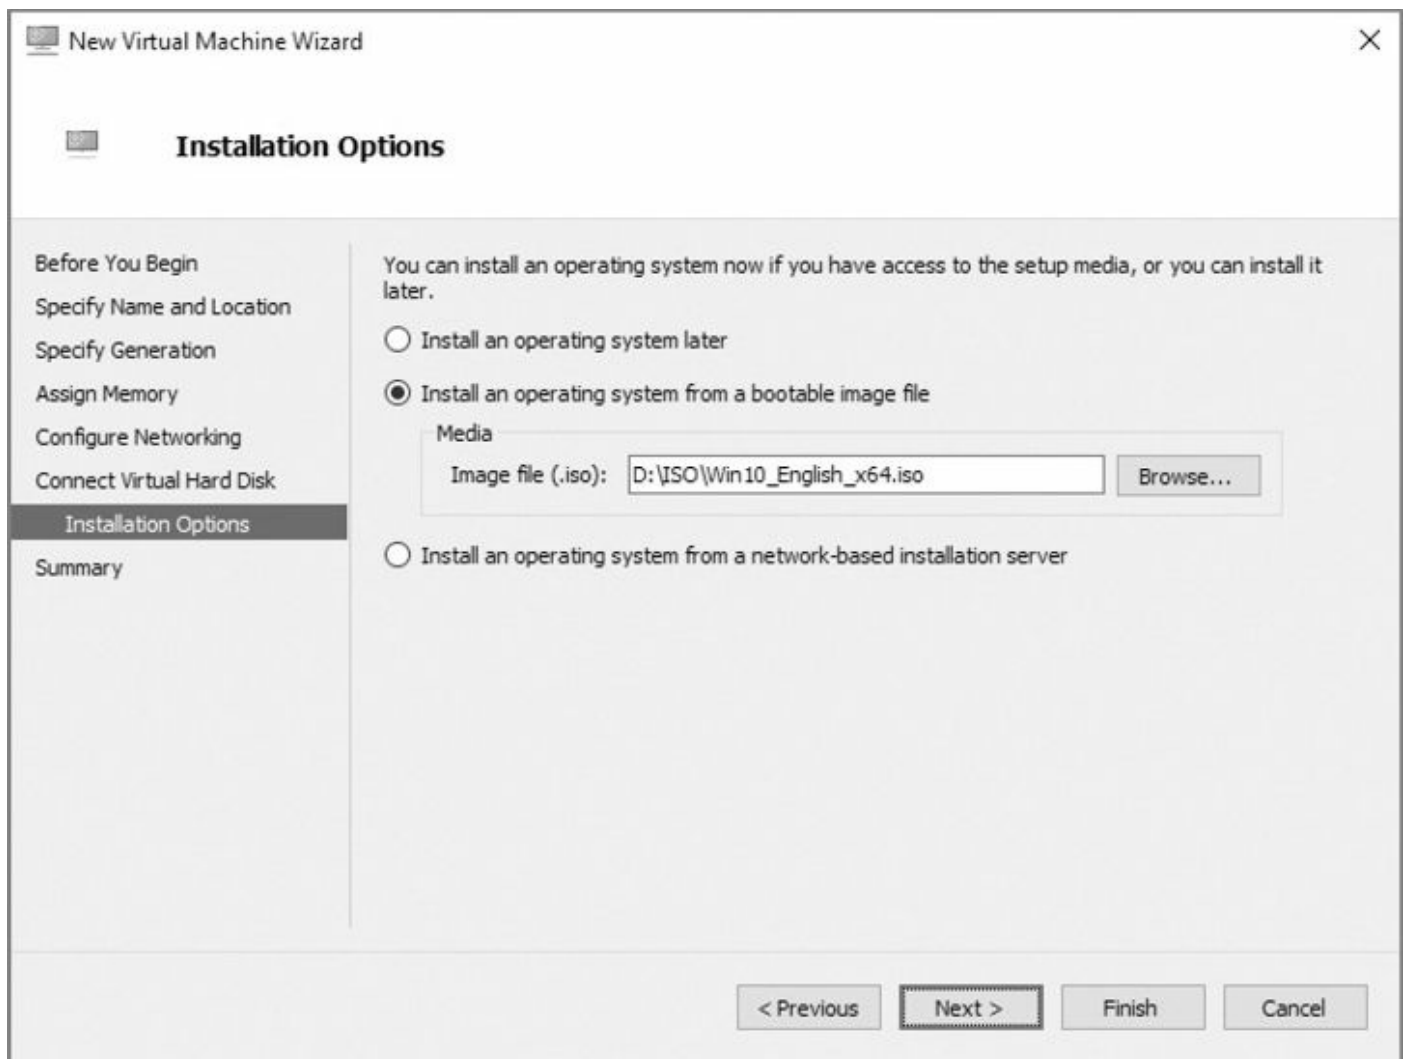 New Virtual Machine Wizard
Installation Options
Before You Begin
Specify Name and Location
Specify Generation
Assign Memory
Configure Networking
Connect Virtual Hard Disk
Installation Options
Summary
You can install an operating system now if you have access to the setup media, or you can install it
later.
Install an operating system later
Install an operating system from a bootable image file
Media
Image file (.iso): D:\ISO\Win10_English_x64.iso Browse...
Install an operating system from a network-based installation server
< Previous Next > Finish Cancel